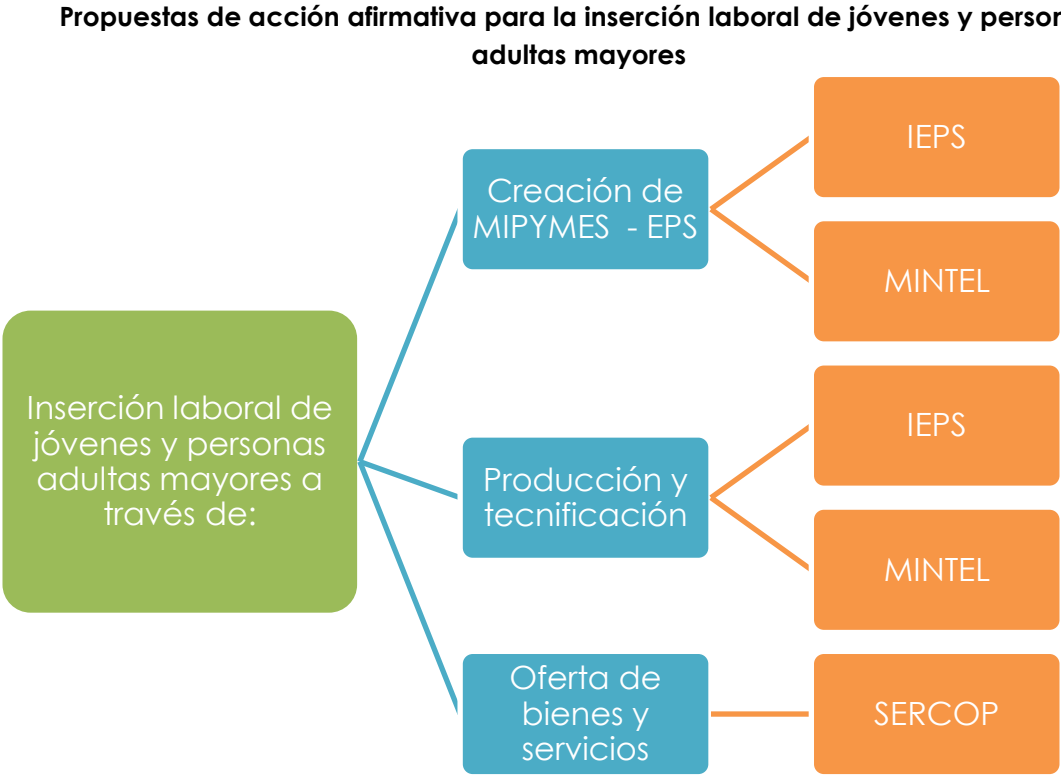 Propuestas de acción afirmativa para la inserción laboral de jóvenes y person
adultas mayores
Inserción laboral de
jóvenes y personas
adultas mayores a
través de:
Creación de
MIPYMES - EPS
IEPS
MINTEL
Producción y
tecnificación
IEPS
MINTEL
Oferta de
bienes y
servicios
SERCOP